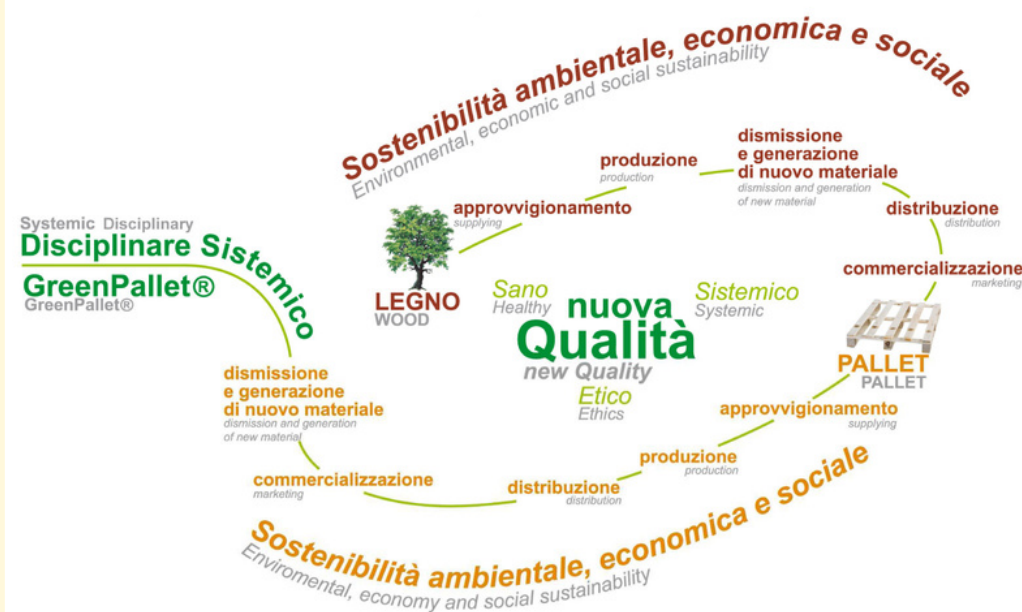 Sostenibilità ambientale, economica e sociale
Environmental, economic and social sustainability
Systemic Disciplinary
Disciplinare Sistemico
GreenPallet®
GreenPallet®
LEGNO
WOOD
approvvigionamento
supplying
produzione
production
dismissione
e generazione
di nuovo materiale
dismission and generation
of new material
distribuzione
distribution
commercializzazione
marketing
Sano
Healthy
nuova
Qualità
new Quality
Sistemico
Systemic
Etico
Ethics
PALLET
PALLET
approvvigionamento
supplying
produzione
production
distribuzione
distribution
commercializzazione
marketing
dismissione
e generazione
di nuovo materiale
dismission and generation
of new material
Sostenibilità ambientale, economica e sociale
Enviromental, economy and social sustainability